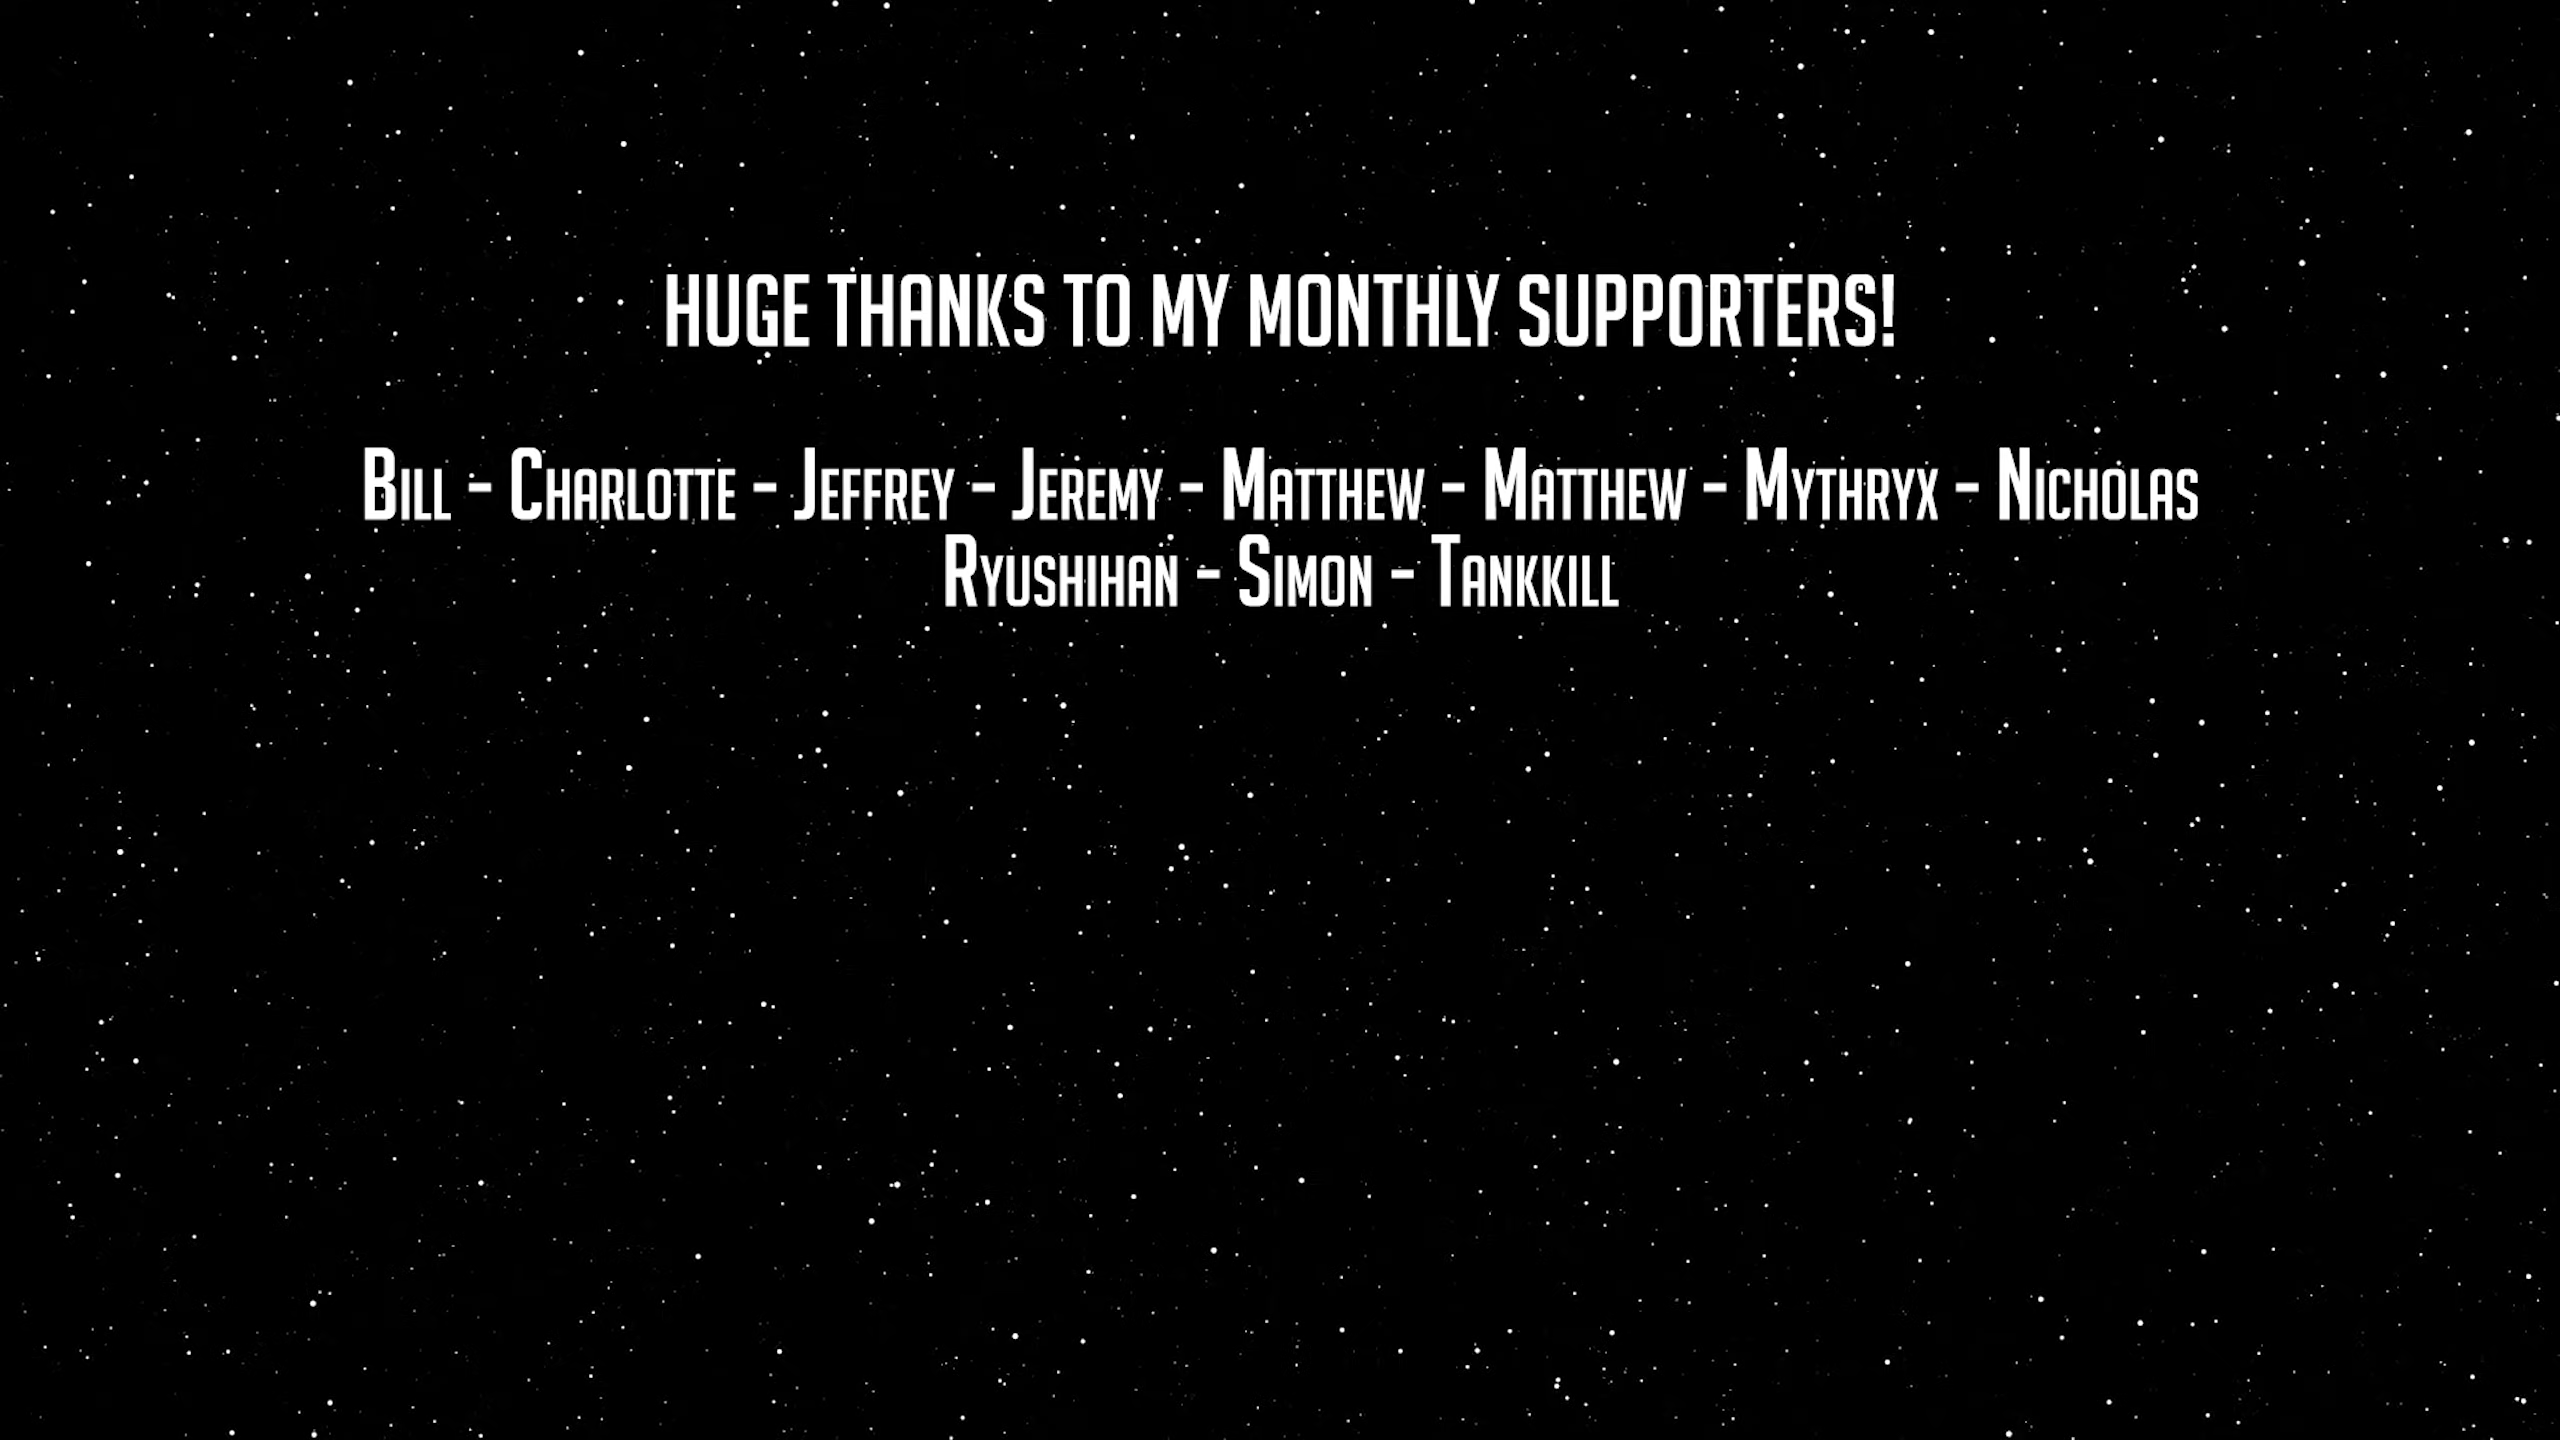 HUGE THANKS TO MY MONTHLY SUPPORTERS!
Bill - Charlotte - Jeffrey - Jeremy - Matthew - Matthew - Mythryx - Nicholas
Ryushihan - Simon - Tankkill